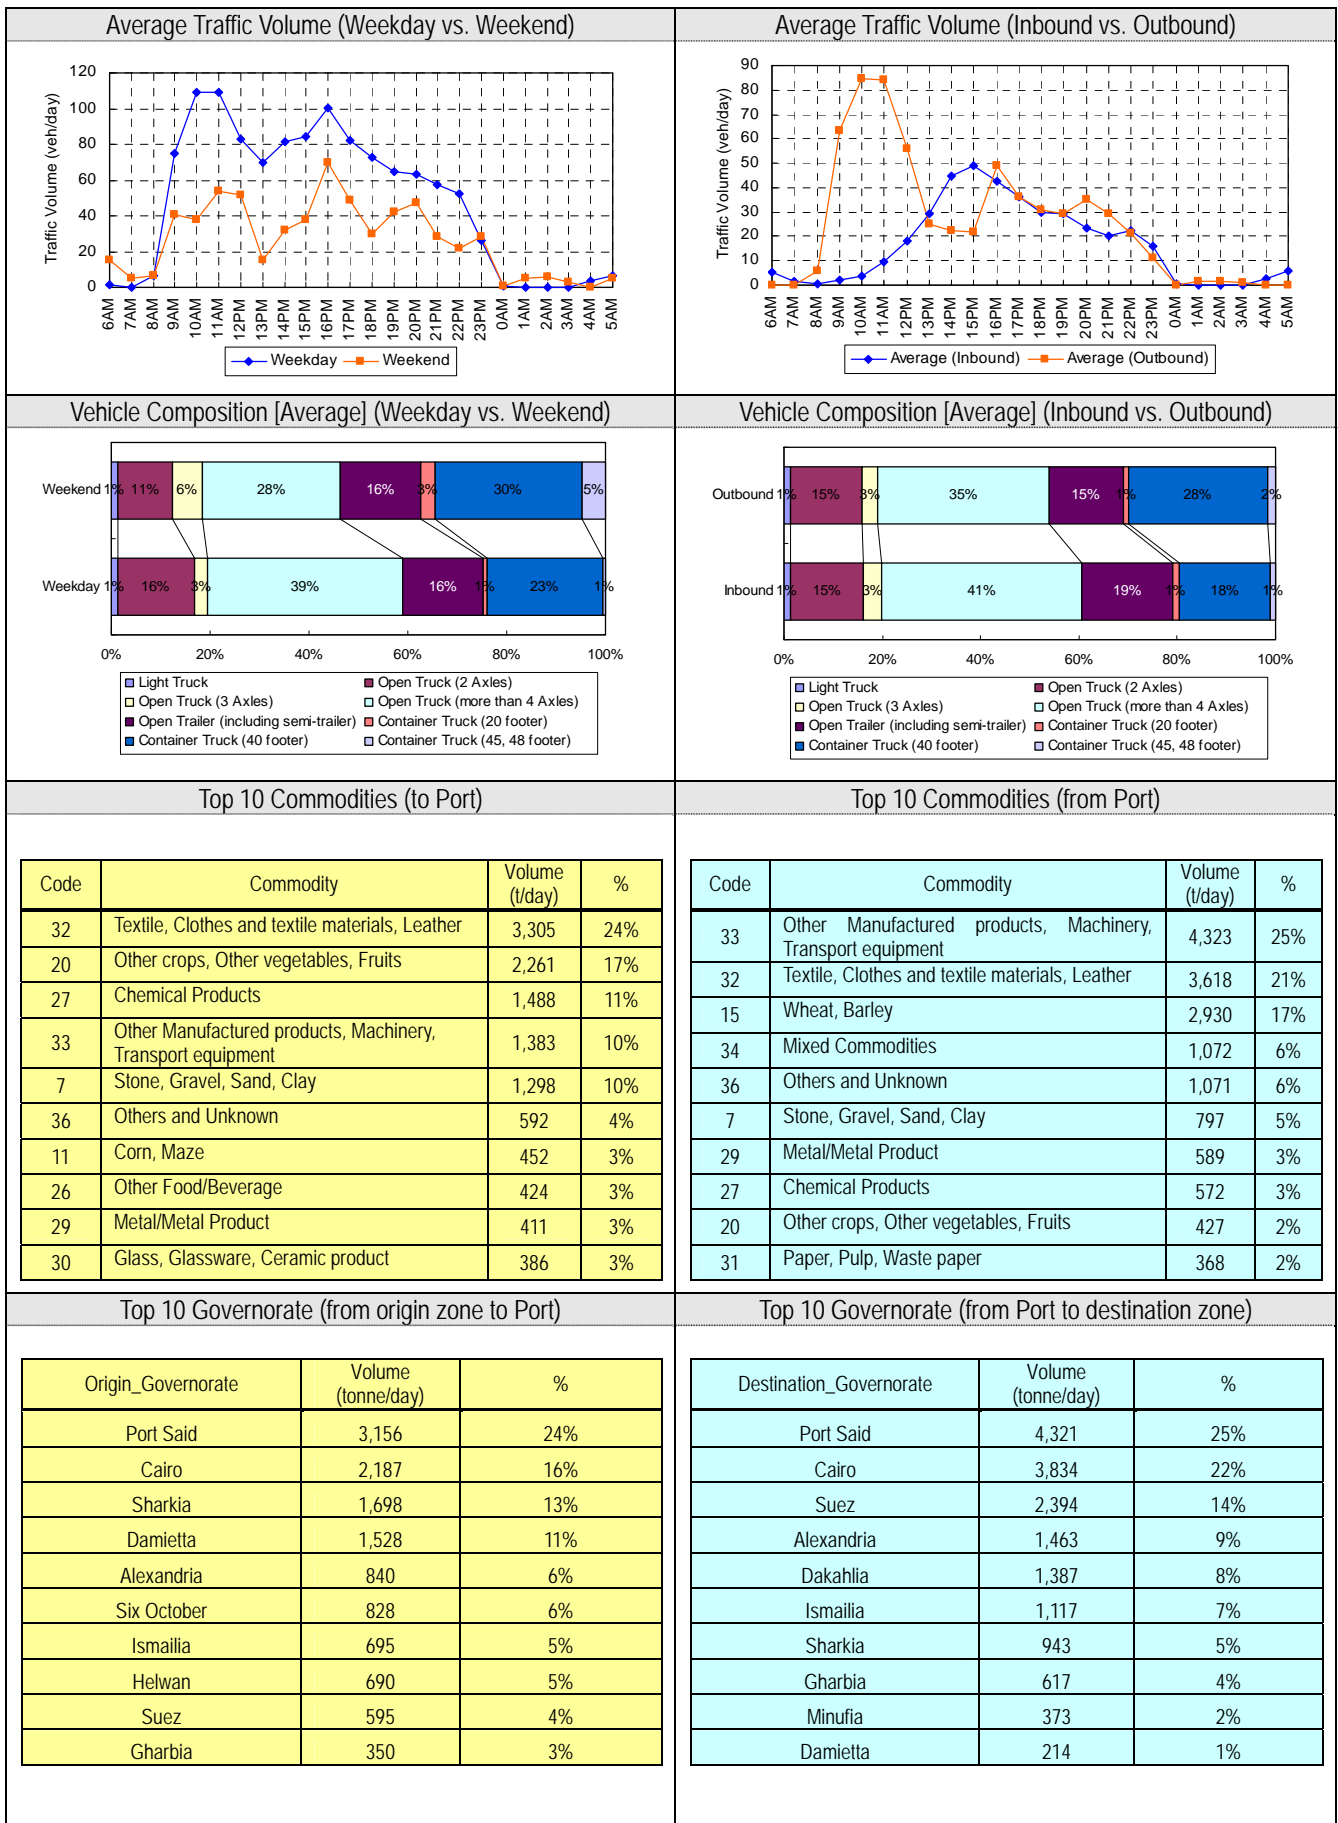 Average Traffic Volume (Weekday vs. Weekend)
120
100
80
60
40
20
0
Traffic Volume (veh/day)
6AM
7AM
8AM
9AM
10AM
11AM
12PM
13PM
14PM
15PM
16PM
17PM
18PM
19PM
20PM
21PM
22PM
23PM
0AM
1AM
2AM
3AM
4AM
5AM
Weekday Weekend
Average Traffic Volume (Inbound vs. Outbound)
90
80
70
60
50
40
30
20
10
0
Traffic Volume (veh/day)
6AM
7AM
8AM
9AM
10AM
11AM
12PM
13PM
14PM
15PM
16PM
17PM
18PM
19PM
20PM
21PM
22PM
23PM
0AM
1AM
2AM
3AM
4AM
5AM
Average (Inbound) Average (Outbound)
Vehicle Composition [Average] (Weekday vs. Weekend)
Weekend 1% 11% 6% 28% 16% 3% 30% 5%
Weekday 1% 16% 3% 39% 16% 1% 23% 1%
0% 20% 40% 60% 80% 100%
Light Truck Open Truck (2 Axles)
Open Truck (3 Axles) Open Truck (more than 4 Axles)
Open Trailer (including semi-trailer) Container Truck (20 footer)
Container Truck (40 footer) Container Truck (45, 48 footer)
Vehicle Composition [Average] (Inbound vs. Outbound)
Outbound 1% 15% 3% 35% 15% 1% 28% 2%
Inbound 1% 15% 3% 41% 19% 1% 18% 1%
0% 20% 40% 60% 80% 100%
Light Truck Open Truck (2 Axles)
Open Truck (3 Axles) Open Truck (more than 4 Axles)
Open Trailer (including semi-trailer) Container Truck (20 footer)
Container Truck (40 footer) Container Truck (45, 48 footer)
Top 10 Commodities (to Port)
Code Commodity Volume (t/day) %
32 Textile, Clothes and textile materials, Leather 3,305 24%
20 Other crops, Other vegetables, Fruits 2,261 17%
27 Chemical Products 1,488 11%
33 Other Manufactured products, Machinery, Transport equipment 1,383 10%
7 Stone, Gravel, Sand, Clay 1,298 10%
36 Others and Unknown 592 4%
11 Corn, Maze 452 3%
26 Other Food/Beverage 424 3%
29 Metal/Metal Product 411 3%
30 Glass, Glassware, Ceramic product 386 3%
Top 10 Commodities (from Port)
Code Commodity Volume (t/day) %
33 Other Manufactured products, Machinery, Transport equipment 4,323 25%
32 Textile, Clothes and textile materials, Leather 3,618 21%
15 Wheat, Barley 2,930 17%
34 Mixed Commodities 1,072 6%
36 Others and Unknown 1,071 6%
7 Stone, Gravel, Sand, Clay 797 5%
29 Metal/Metal Product 589 3%
27 Chemical Products 572 3%
20 Other crops, Other vegetables, Fruits 427 2%
31 Paper, Pulp, Waste paper 368 2%
Top 10 Governorate (from origin zone to Port)
Origin_Governorate Volume (tonne/day) %
Port Said 3,156 24%
Cairo 2,187 16%
Sharkia 1,698 13%
Damietta 1,528 11%
Alexandria 840 6%
Six October 828 6%
Ismailia 695 5%
Helwan 690 5%
Suez 595 4%
Gharbia 350 3%
Top 10 Governorate (from Port to destination zone)
Destination_Governorate Volume (tonne/day) %
Port Said 4,321 25%
Cairo 3,834 22%
Suez 2,394 14%
Alexandria 1,463 9%
Dakahlia 1,387 8%
Ismailia 1,117 7%
Sharkia 943 5%
Gharbia 617 4%
Minufia 373 2%
Damietta 214 1%